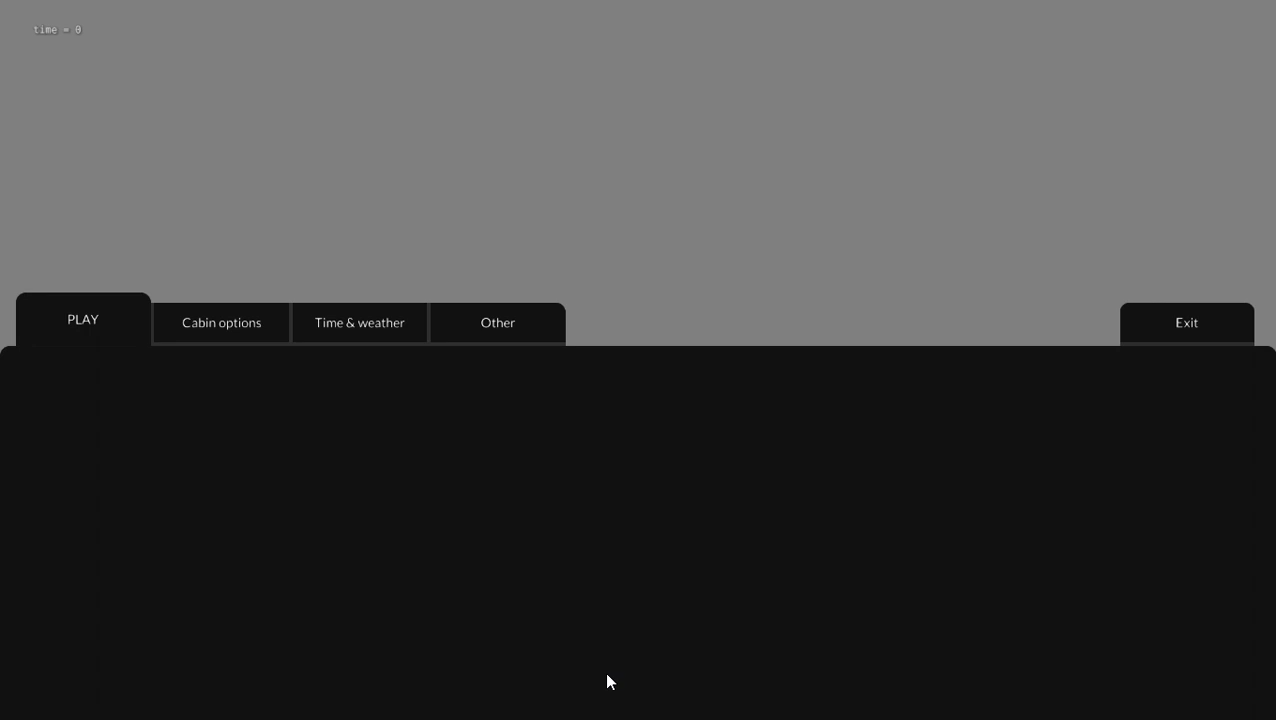 time = 0
PLAY
Cabin options
Time & weather
Other
Exit